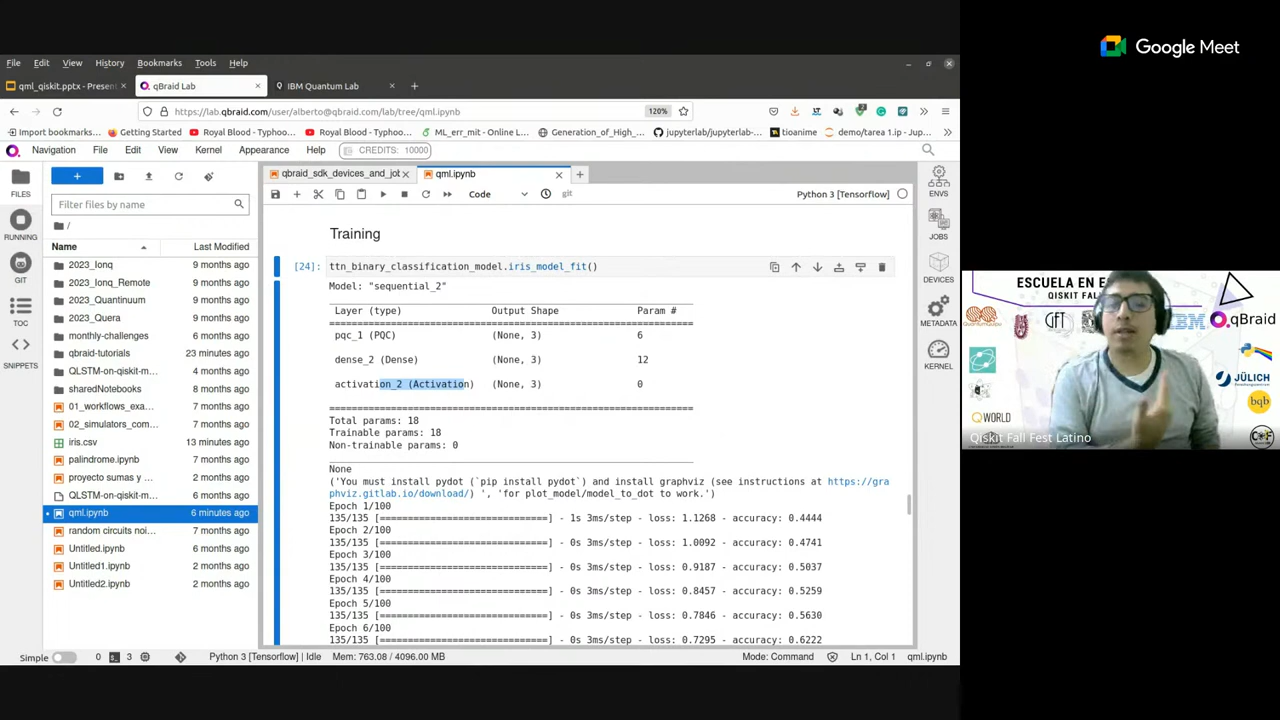 Google Meet
File Edit View History Bookmarks Tools Help
qml_qiskit.pptx - Presen
qBraid Lab
IBM Quantum Lab
https://lab.qbraid.com/user/alberto@qbraid.com/lab/tree/qml.ipynb
120%
Import bookmarks...
Getting Started
Royal Blood - Typhoo...
Royal Blood - Typhoo...
ML_err_mit - Online L...
Generation_of_High_...
jupyterlab/jupyterlab-...
tioanime
demo/tarea 1.ip - Jup...
Navigation File Edit View Kernel Appearance Help
CREDITS: 10000
FILES
RUNNING
GIT
TOC
SNIPPETS
Filter files by name
/
Name Last Modified
2023_Ionq 9 months ago
2023_Ionq_Remote 9 months ago
2023_Quantinuum 9 months ago
2023_Quera 9 months ago
monthly-challenges 7 months ago
qbraid-tutorials 23 minutes ago
QLSTM-on-qiskit-m... 7 months ago
sharedNotebooks 9 months ago
01_workflows_exa... 7 months ago
02_simulators_com... 7 months ago
iris.csv 13 minutes ago
palindrome.ipynb 7 months ago
proyecto sumas y ... 2 months ago
QLSTM-on-qiskit-m... 7 months ago
qml.ipynb 6 minutes ago
random circuits noi... 7 months ago
Untitled.ipynb 6 months ago
Untitled1.ipynb 2 months ago
Untitled2.ipynb 2 months ago
qbraid_sdk_devices_and_jot
qml.ipynb
Code
git
Python 3 [Tensorflow]
Training
[24]: ttn_binary_classification_model.iris_model_fit()
Model: "sequential_2"
Layer (type) Output Shape Param #
pqc_1 (PQC) (None, 3) 6
dense_2 (Dense) (None, 3) 12
activation_2 (Activation) (None, 3) 0
Total params: 18
Trainable params: 18
Non-trainable params: 0
None
('You must install pydot (`pip install pydot`) and install graphviz (see instructions at https://gra
phviz.gitlab.io/download/) ', 'for plot_model/model_to_dot to work.')
Epoch 1/100
135/135 [==============================] - 1s 3ms/step - loss: 1.1268 - accuracy: 0.4444
Epoch 2/100
135/135 [==============================] - 0s 3ms/step - loss: 1.0092 - accuracy: 0.4741
Epoch 3/100
135/135 [==============================] - 0s 3ms/step - loss: 0.9187 - accuracy: 0.5037
Epoch 4/100
135/135 [==============================] - 0s 3ms/step - loss: 0.8457 - accuracy: 0.5259
Epoch 5/100
135/135 [==============================] - 0s 3ms/step - loss: 0.7846 - accuracy: 0.5630
Epoch 6/100
135/135 [==============================] - 0s 3ms/step - loss: 0.7295 - accuracy: 0.6222
ENVS
JOBS
DEVICES
METADATA
KERNEL
Simple
0
3
Python 3 [Tensorflow] | Idle
Mem: 763.08 / 4096.00 MB
Mode: Command
Ln 1, Col 1
qml.ipynb
ESCUELA EN E
QISKIT FAL
GFT
IBM
qBraid
JÜLICH
QWORLD
bqb
Qiskit Fall Fest Latino